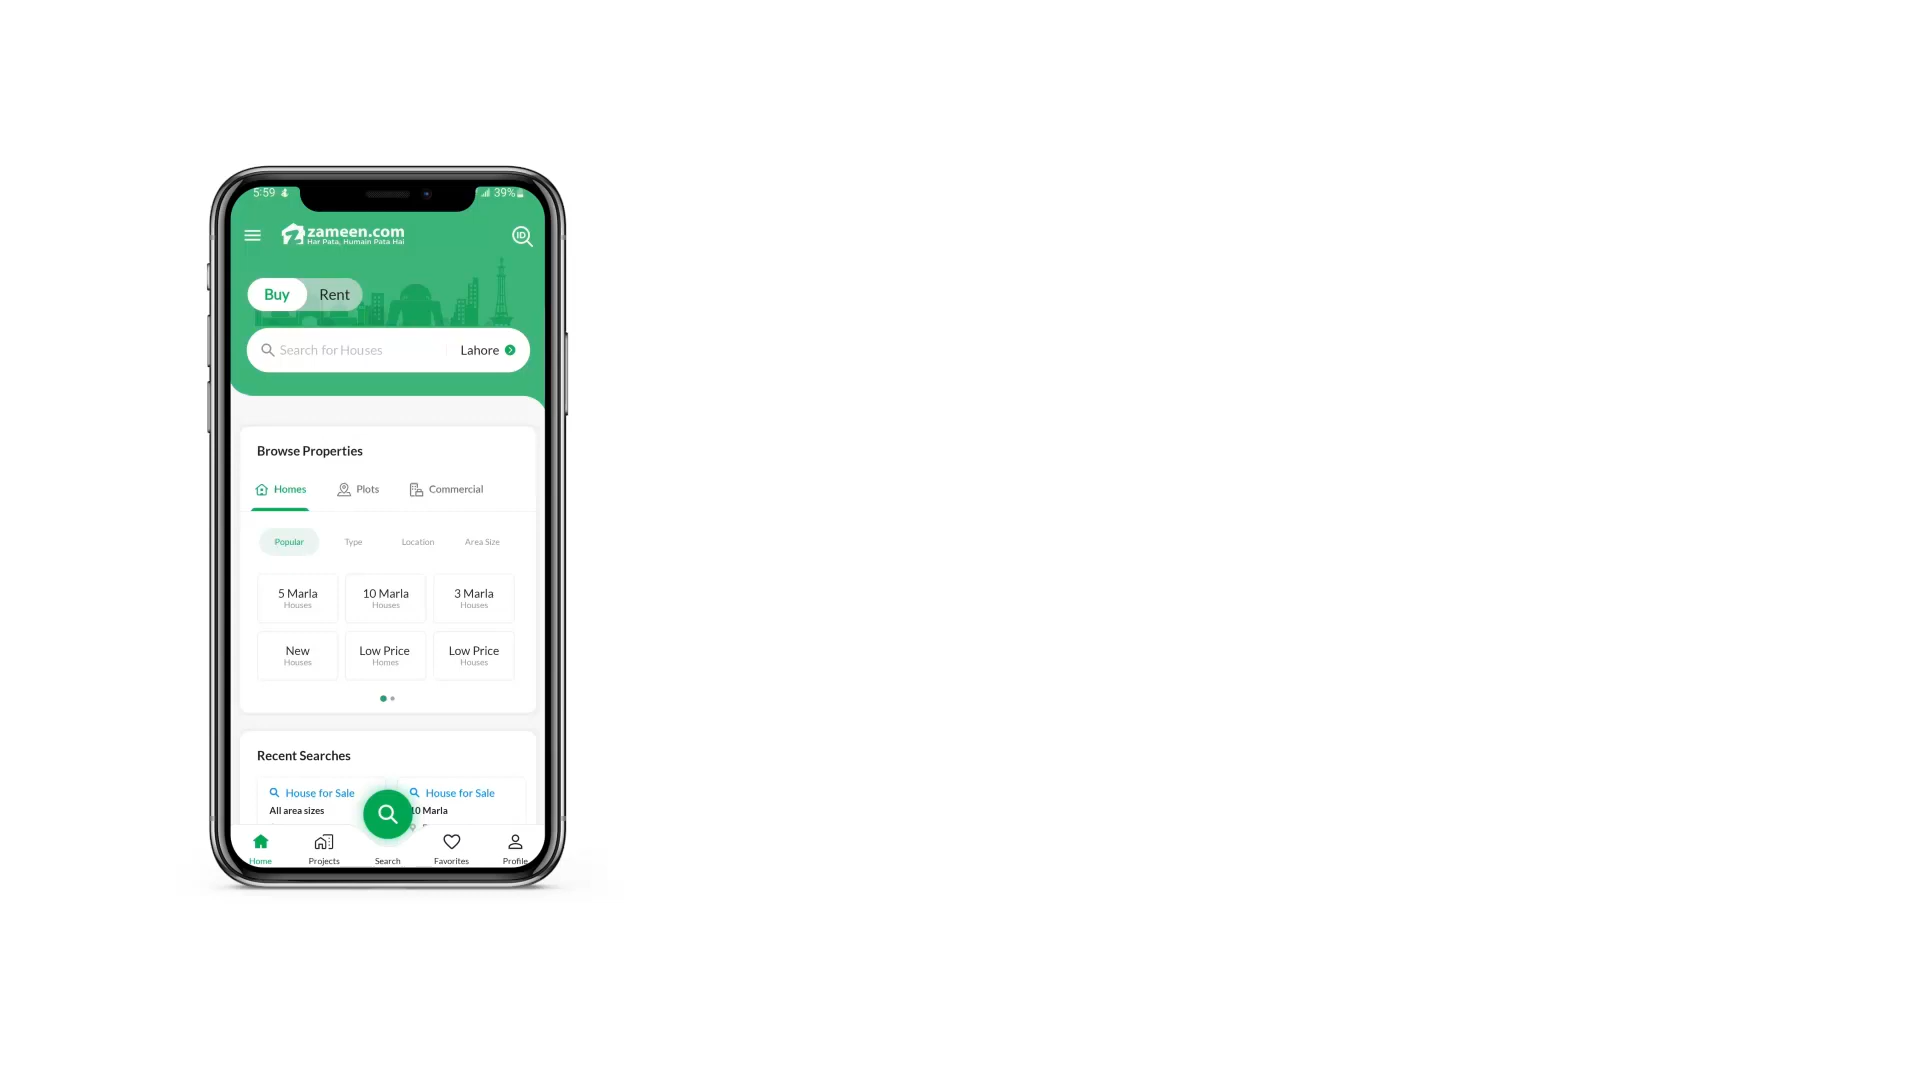 5:59
39%
zameen.com
Har Pata, Humain Pata Hai
ID
Buy Rent
Search for Houses Lahore
Browse Properties
Homes Plots Commercial
Popular Type Location Area Size
5 Marla 10 Marla 3 Marla
Houses Houses Houses
New Low Price Low Price
Houses Homes Houses
Recent Searches
House for Sale House for Sale
All area sizes 10 Marla
Home Projects Search Favorites Profile